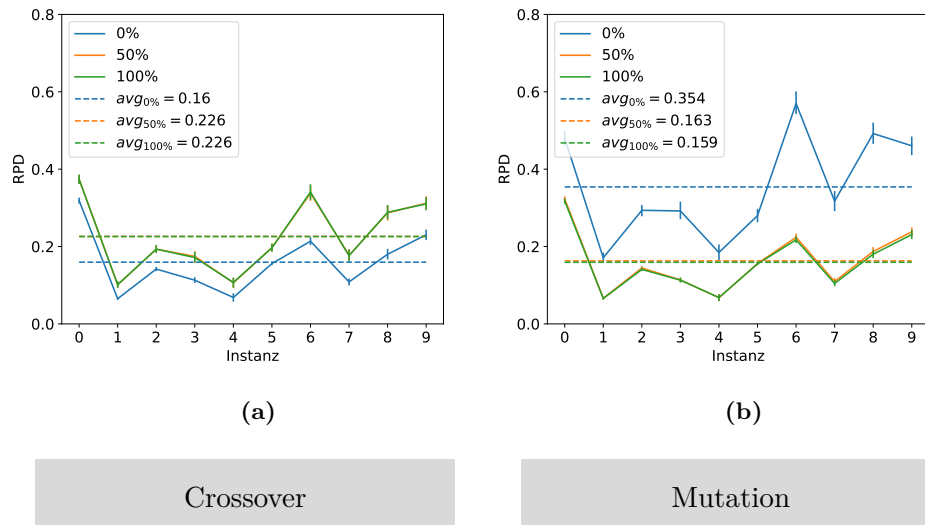 0.8
0.6
0.4
0.2
0.0
RPD
0%
50%
100%
avg0% = 0.16
avg50% = 0.226
avg100% = 0.226
0 1 2 3 4 5 6 7 8 9
Instanz
(a)
Crossover
0.8
0.6
0.4
0.2
0.0
RPD
0%
50%
100%
avg0% = 0.354
avg50% = 0.163
avg100% = 0.159
0 1 2 3 4 5 6 7 8 9
Instanz
(b)
Mutation